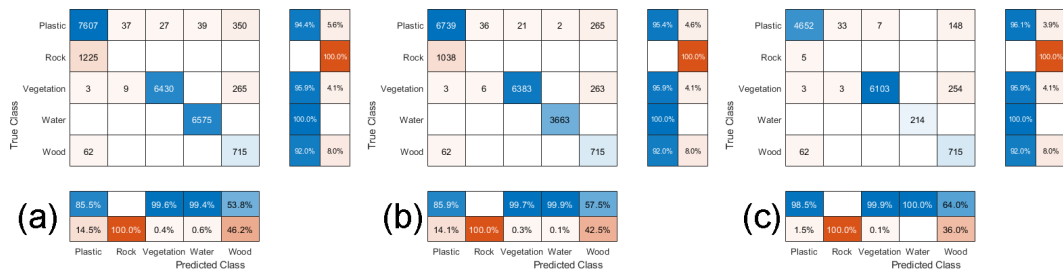 Plastic 7607 37 27 39 350 94.4% 5.6%
Rock 1225 100.0%
Vegetation 3 9 6430 265 95.9% 4.1%
Water 6575 100.0%
Wood 62 715 92.0% 8.0%
True Class
(a)
85.5% 99.6% 99.4% 53.8%
14.5% 100.0% 0.4% 0.6% 46.2%
Plastic Rock Vegetation Water Wood
Predicted Class
Plastic 6739 36 21 2 265 95.4% 4.6%
Rock 1038 100.0%
Vegetation 3 6 6383 263 95.9% 4.1%
Water 3663 100.0%
Wood 62 715 92.0% 8.0%
True Class
(b)
85.9% 99.7% 99.9% 57.5%
14.1% 100.0% 0.3% 0.1% 42.5%
Plastic Rock Vegetation Water Wood
Predicted Class
Plastic 4652 33 7 148 96.1% 3.9%
Rock 5 100.0%
Vegetation 3 3 6103 254 95.9% 4.1%
Water 214 100.0%
Wood 62 715 92.0% 8.0%
True Class
(c)
98.5% 99.9% 100.0% 64.0%
1.5% 100.0% 0.1% 36.0%
Plastic Rock Vegetation Water Wood
Predicted Class